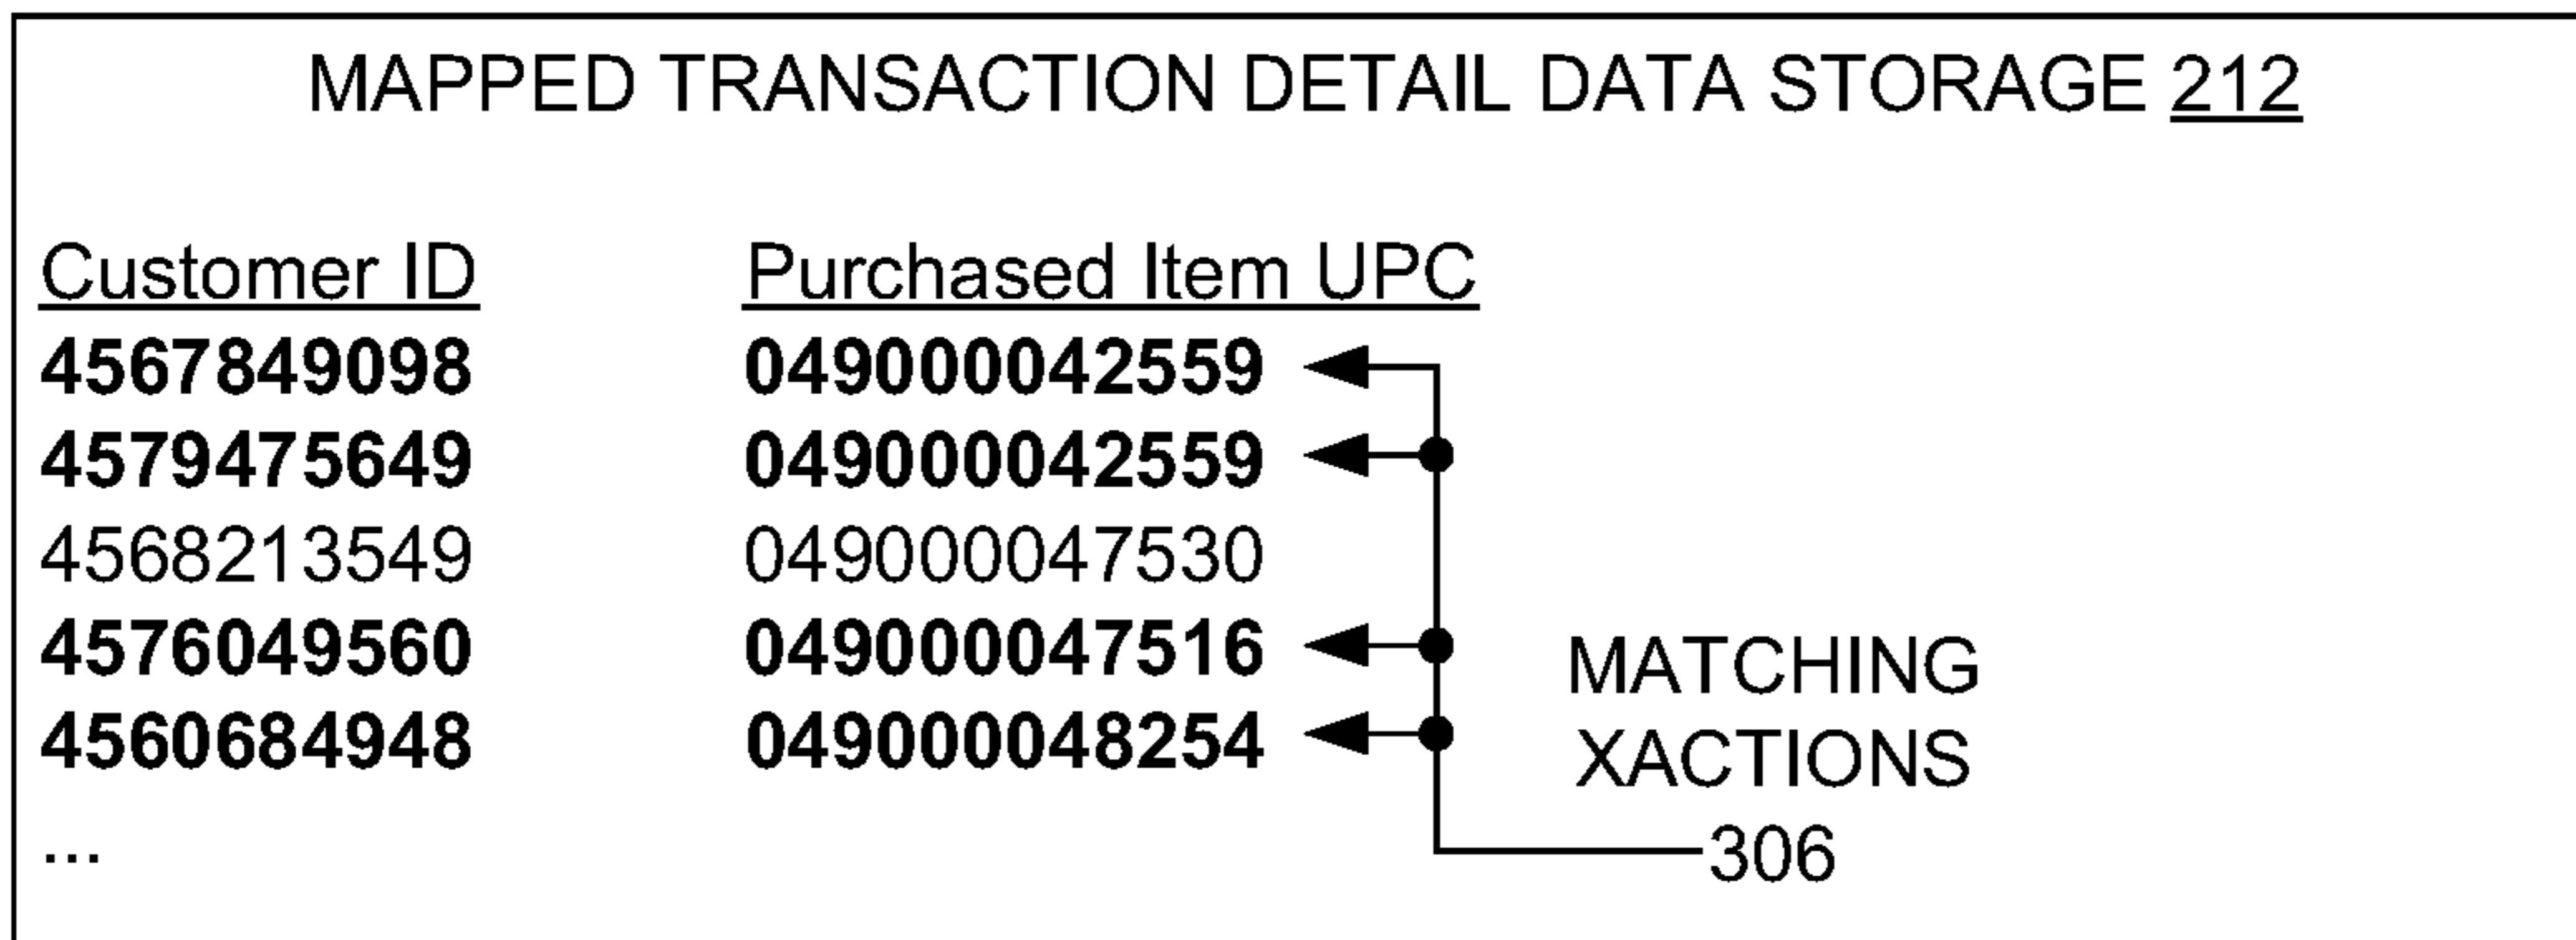 MAPPED TRANSACTION DETAIL DATA STORAGE 212
Customer ID Purchased Item UPC
4567849098 049000042559
4579475649 049000042559
4568213549 049000047530
4576049560 049000047516
4560684948 049000048254
MATCHING
XACTIONS
... 306